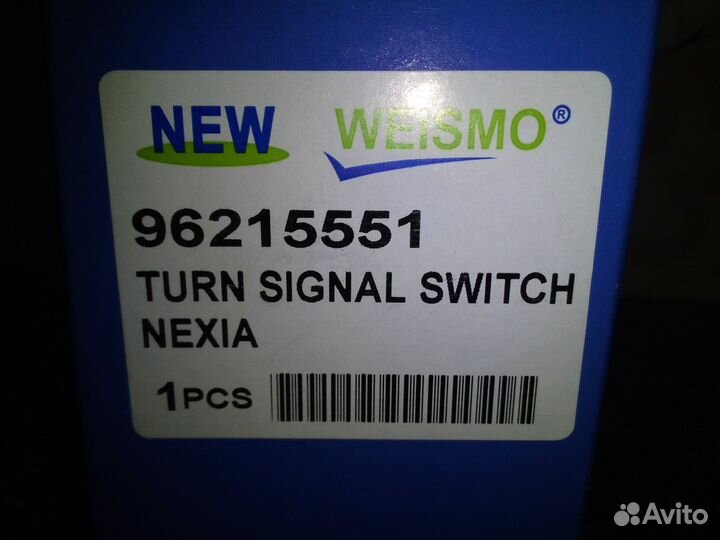 NEW WEISMO®
96215551
TURN SIGNAL SWITCH
NEXIA
1PCS
Avito